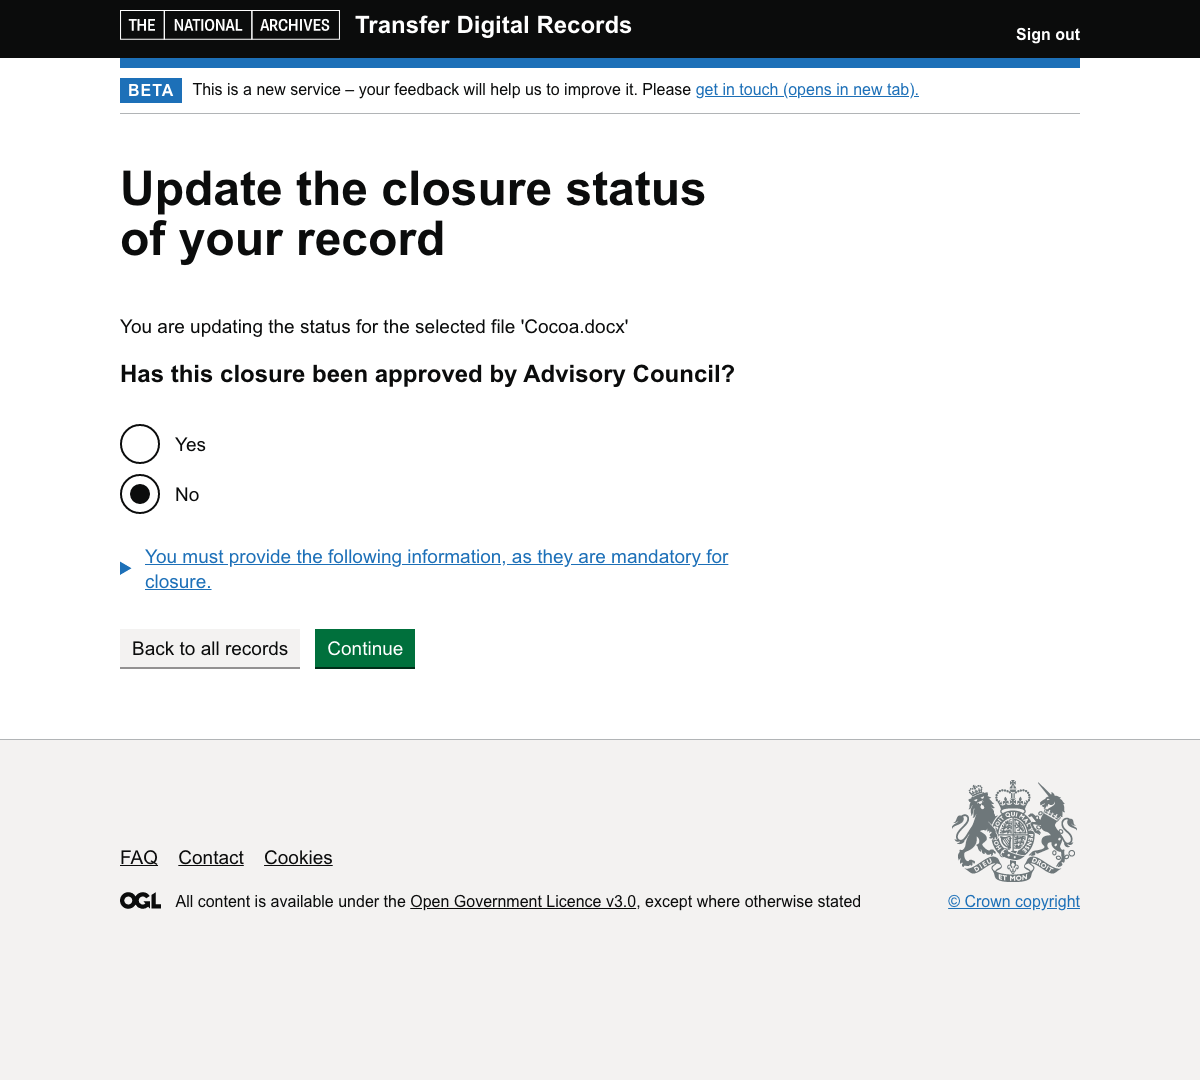 THE NATIONAL ARCHIVES Transfer Digital Records
Sign out
BETA This is a new service – your feedback will help us to improve it. Please get in touch (opens in new tab).
Update the closure status
of your record
You are updating the status for the selected file 'Cocoa.docx'
Has this closure been approved by Advisory Council?
Yes
No
You must provide the following information, as they are mandatory for
closure.
Back to all records Continue
FAQ Contact Cookies
DIEU ET MON DROIT
OGL All content is available under the Open Government Licence v3.0, except where otherwise stated
© Crown copyright